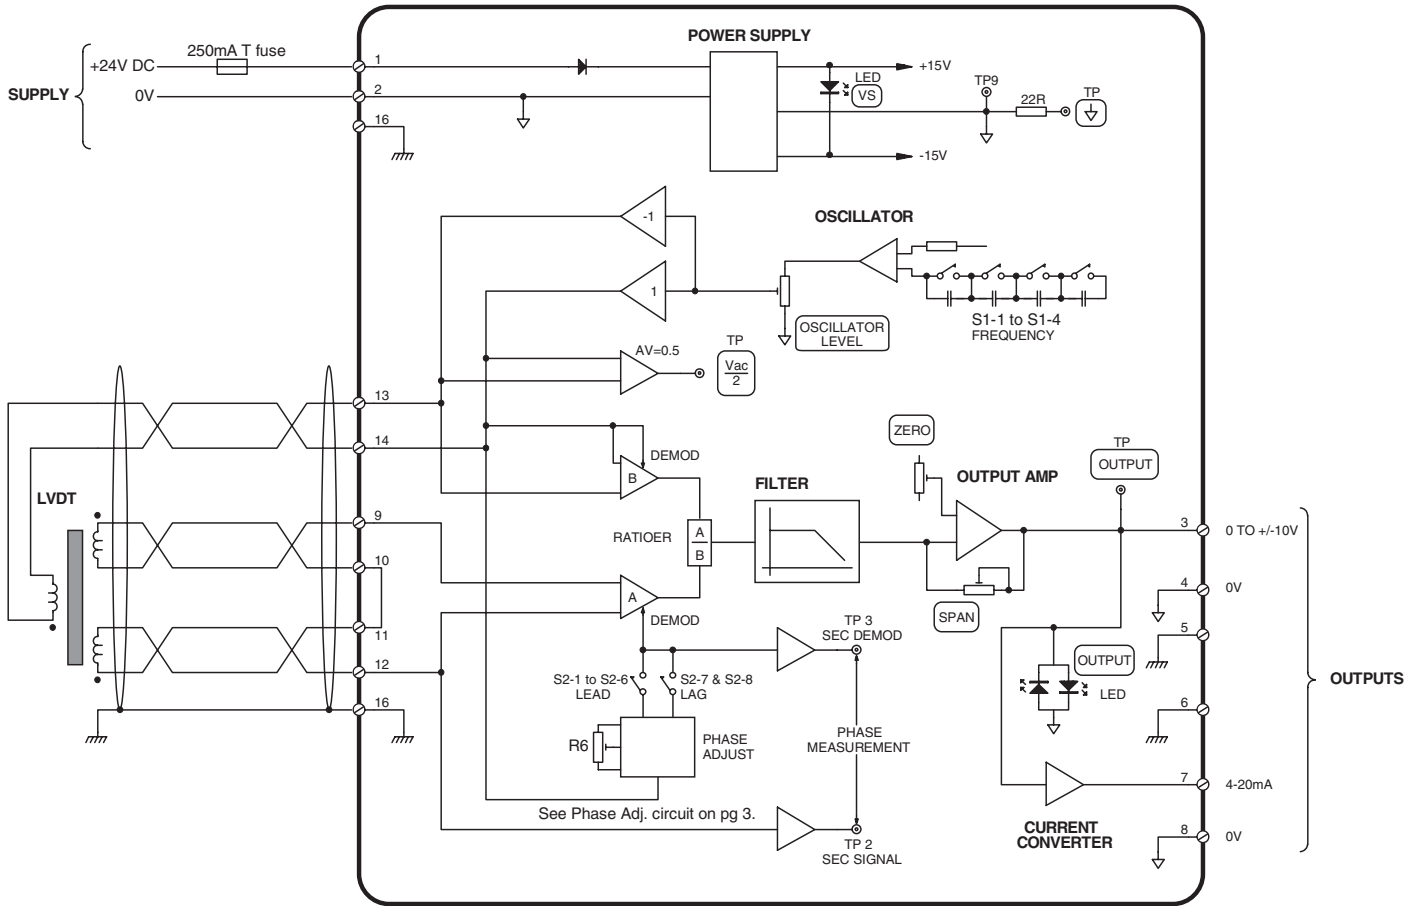 POWER SUPPLY
250mA T fuse
SUPPLY
+24V DC
1
0V
2
16
+15V
LED
VS
TP9
22R
TP
-15V
-1
OSCILLATOR
1
OSCILLATOR
LEVEL
S1-1 to S1-4
FREQUENCY
AV=0.5
TP
Vac
2
13
14
LVDT
9
10
11
12
16
DEMOD
B
RATIOER
A
B
A
DEMOD
FILTER
ZERO
OUTPUT AMP
SPAN
TP
OUTPUT
3
0 TO +/-10V
4
0V
5
OUTPUT
LED
6
OUTPUTS
7
4-20mA
CURRENT
CONVERTER
8
0V
TP 3
SEC DEMOD
S2-1 to S2-6
LEAD
S2-7 & S2-8
LAG
R6
PHASE
ADJUST
PHASE
MEASUREMENT
See Phase Adj. circuit on pg 3.
TP 2
SEC SIGNAL